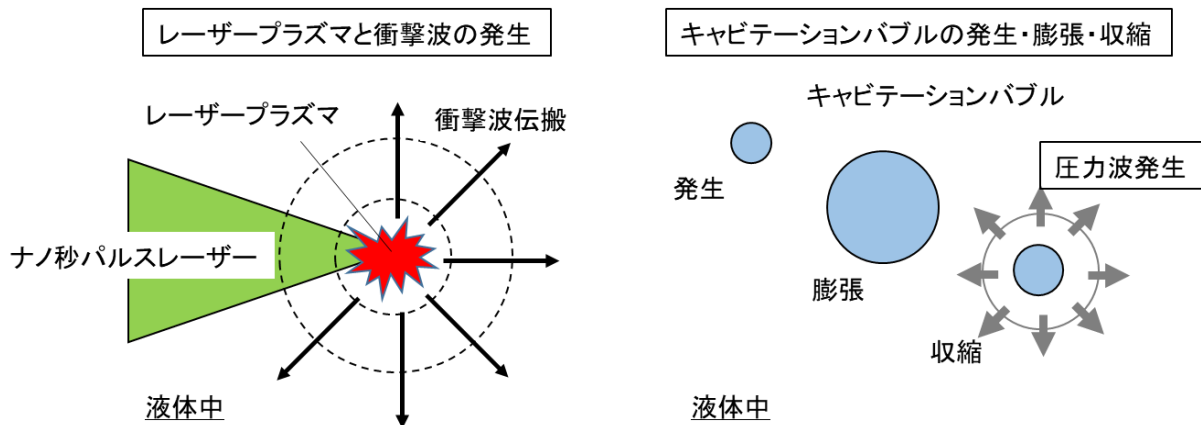 レーザープラズマと衝撃波の発生
レーザープラズマ
衝撃波伝搬
ナノ秒パルスレーザー
液体中
キャビテーションバブルの発生・膨張・収縮
キャビテーションバブル
発生
圧力波発生
膨張
収縮
液体中